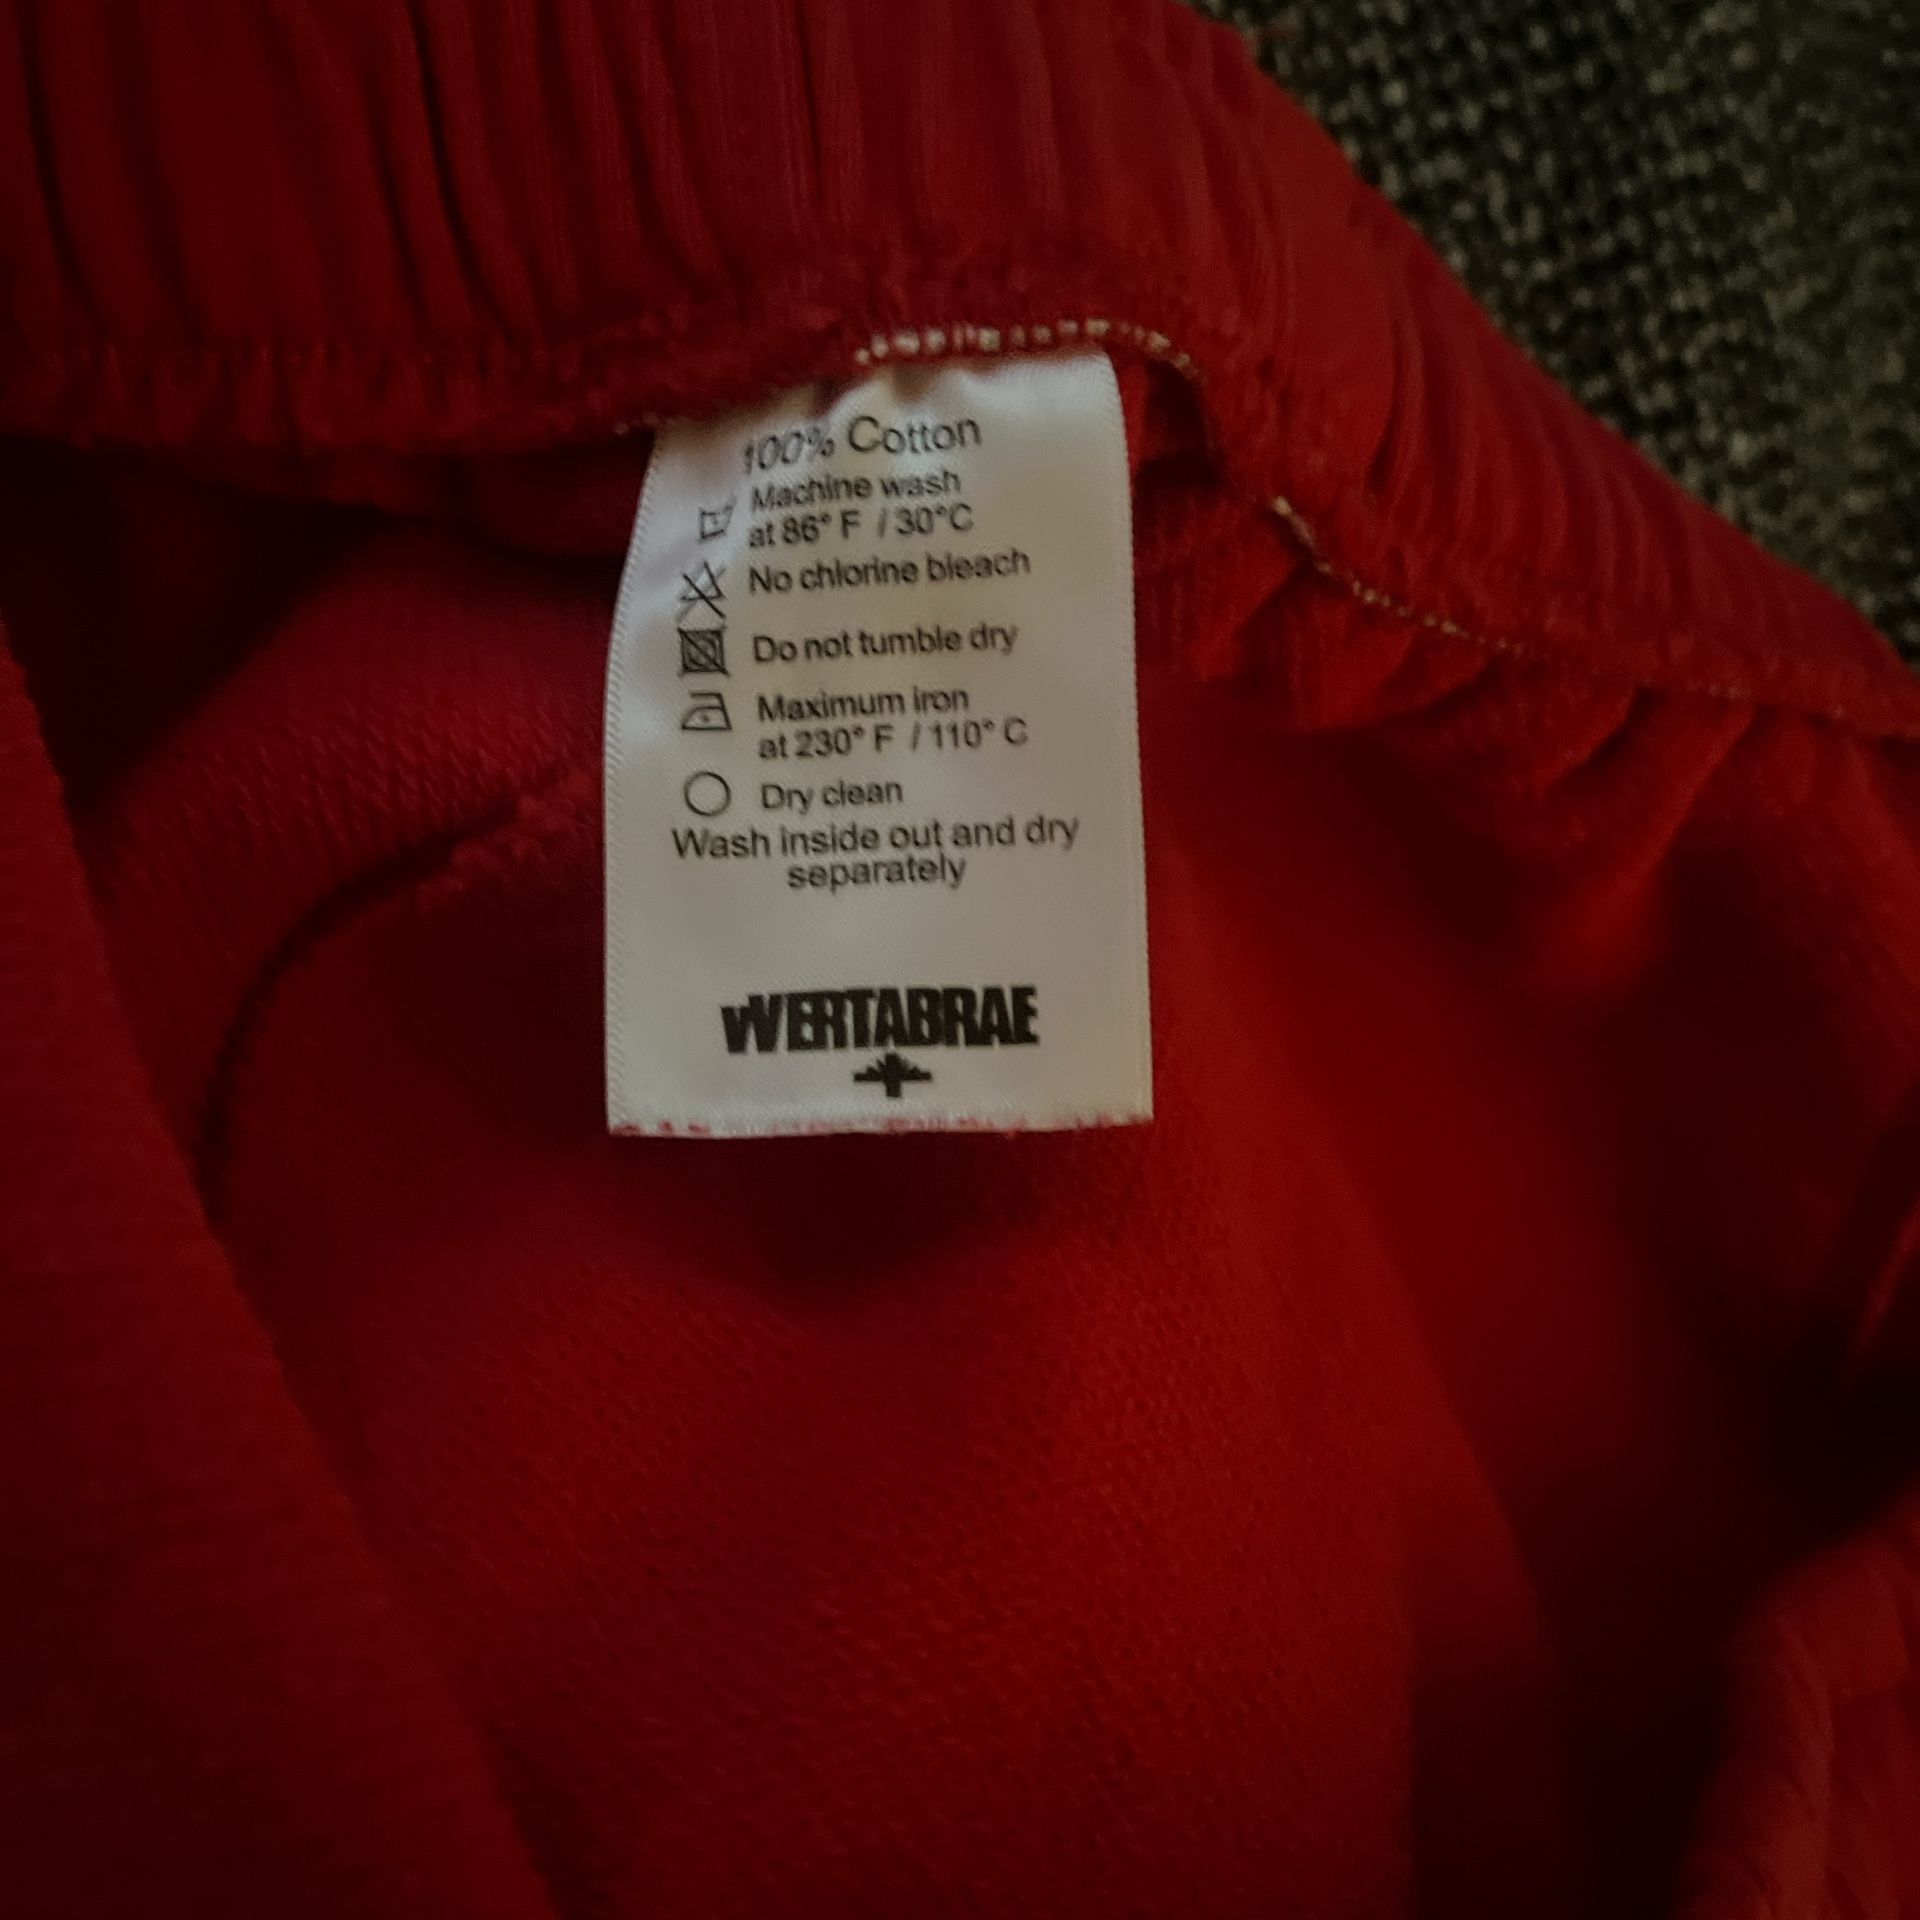 100% Cotton
Machine wash
at 86° F / 30°C
No chlorine bleach
Do not tumble dry
Maximum iron
at 230° F / 110° C
Dry clean
Wash inside out and dry
separately
VVERTABRAE